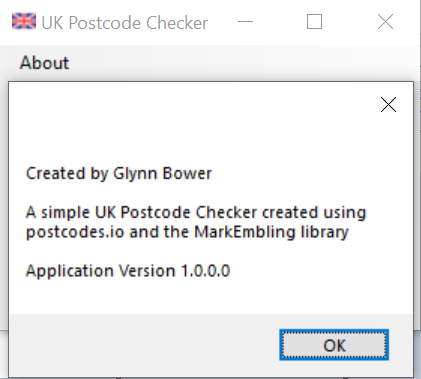 UK Postcode Checker
About
Created by Glynn Bower
A simple UK Postcode Checker created using
postcodes.io and the MarkEmbling library
Application Version 1.0.0.0
OK